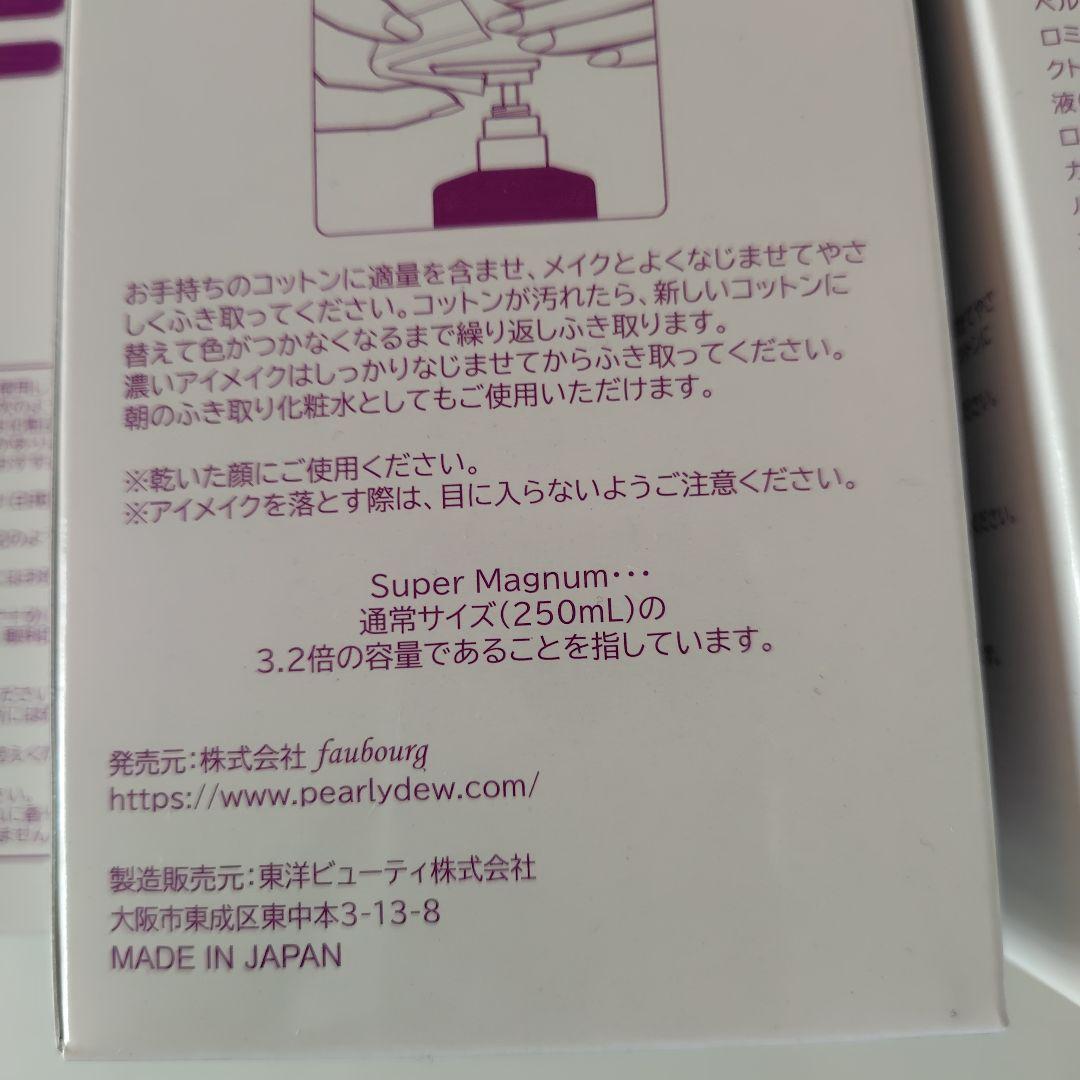 お手持ちのコットンに適量を含ませ、メイクとよくなじませてやさ
しくふき取ってください。コットンが汚れたら、新しいコットンに
替えて色がつかなくなるまで繰り返しふき取ります。
濃いアイメイクはしっかりなじませてからふき取ってください。
朝のふき取り化粧水としてもご使用いただけます。
※乾いた顔にご使用ください。
※アイメイクを落とす際は、目に入らないようご注意ください。
Super Magnum･･･
通常サイズ(250mL)の
3.2倍の容量であることを指しています。
発売元:株式会社 faubourg
https://www.pearlydew.com/
製造販売元:東洋ビューティ株式会社
大阪市東成区東中本3-13-8
MADE IN JAPAN